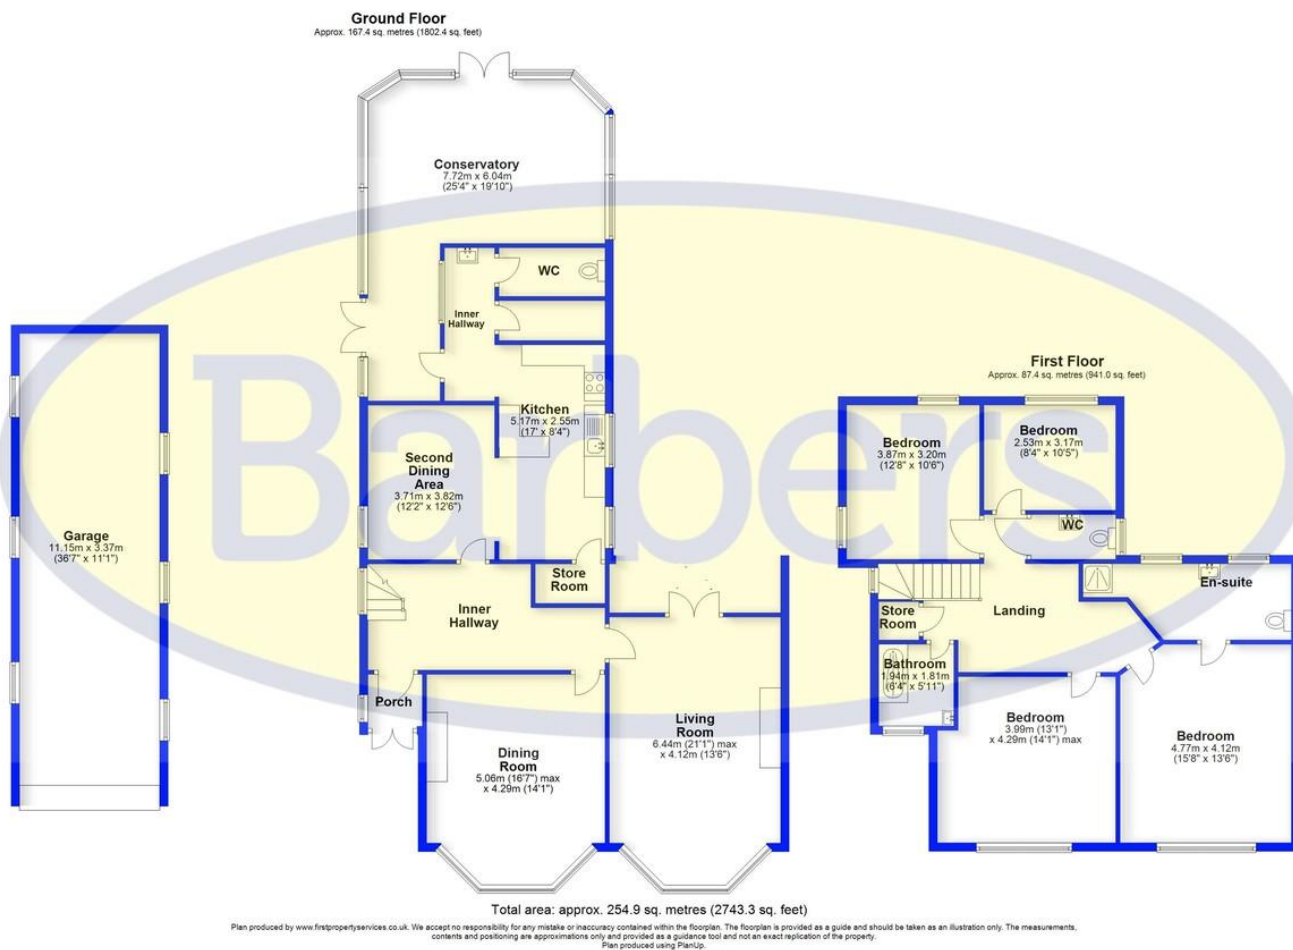 Ground Floor
Approx. 167.4 sq. metres (1802.4 sq. feet)
Conservatory
7.72m x 6.04m
(25'4" x 19'10")
WC
Inner
Hallway
Kitchen
5.17m x 2.55m
(17' x 8'4")
Second
Dining
Area
3.71m x 3.82m
(12'2" x 12'6")
Garage
11.15m x 3.37m
(36'7" x 11'1")
Store
Room
Inner
Hallway
Porch
Dining
Room
5.06m (16'7") max
x 4.29m (14'1")
Living
Room
6.44m (21'1") max
x 4.12m (13'6")
First Floor
Approx. 87.4 sq. metres (941.0 sq. feet)
Bedroom
3.87m x 3.20m
(12'8" x 10'6")
Bedroom
2.53m x 3.17m
(8'4" x 10'5")
WC
En-suite
Landing
Store
Room
Bathroom
1.94m x 1.81m
(6'4" x 5'11")
Bedroom
3.99m (13'1")
x 4.29m (14'1") max
Bedroom
4.77m x 4.12m
(15'8" x 13'6")
Barbers
Total area: approx. 254.9 sq. metres (2743.3 sq. feet)
Plan produced by www.firstpropertyservices.co.uk. We accept no responsibility for any mistake or inaccuracy contained within the floorplan. The floorplan is provided as a guide and should be taken as an illustration only. The measurements,
contents and positioning are approximations only and provided as a guidance tool and not an exact replication of the property.
Plan produced using PlanUp.